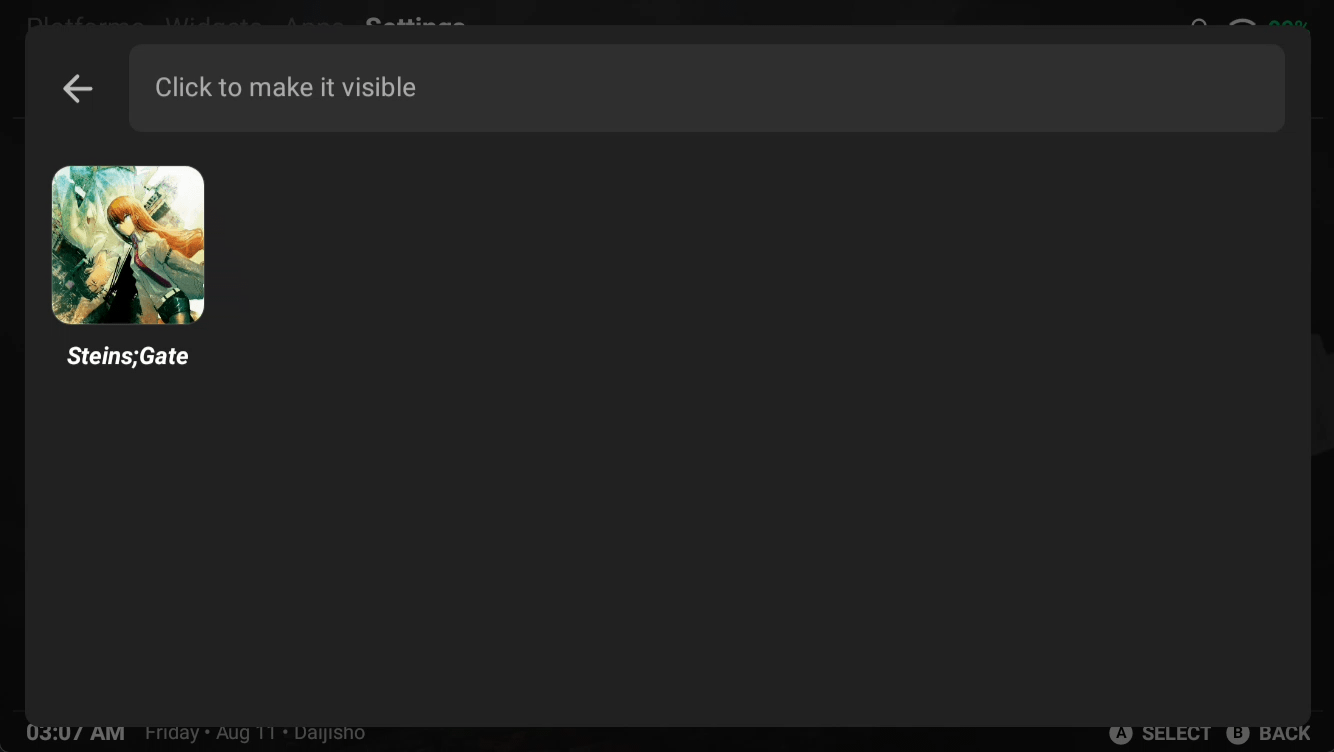 Platforms Widgets Apps Settings
Click to make it visible
Steins;Gate
03:07 AM Friday • Aug 11 • Daijisho
A SELECT B BACK